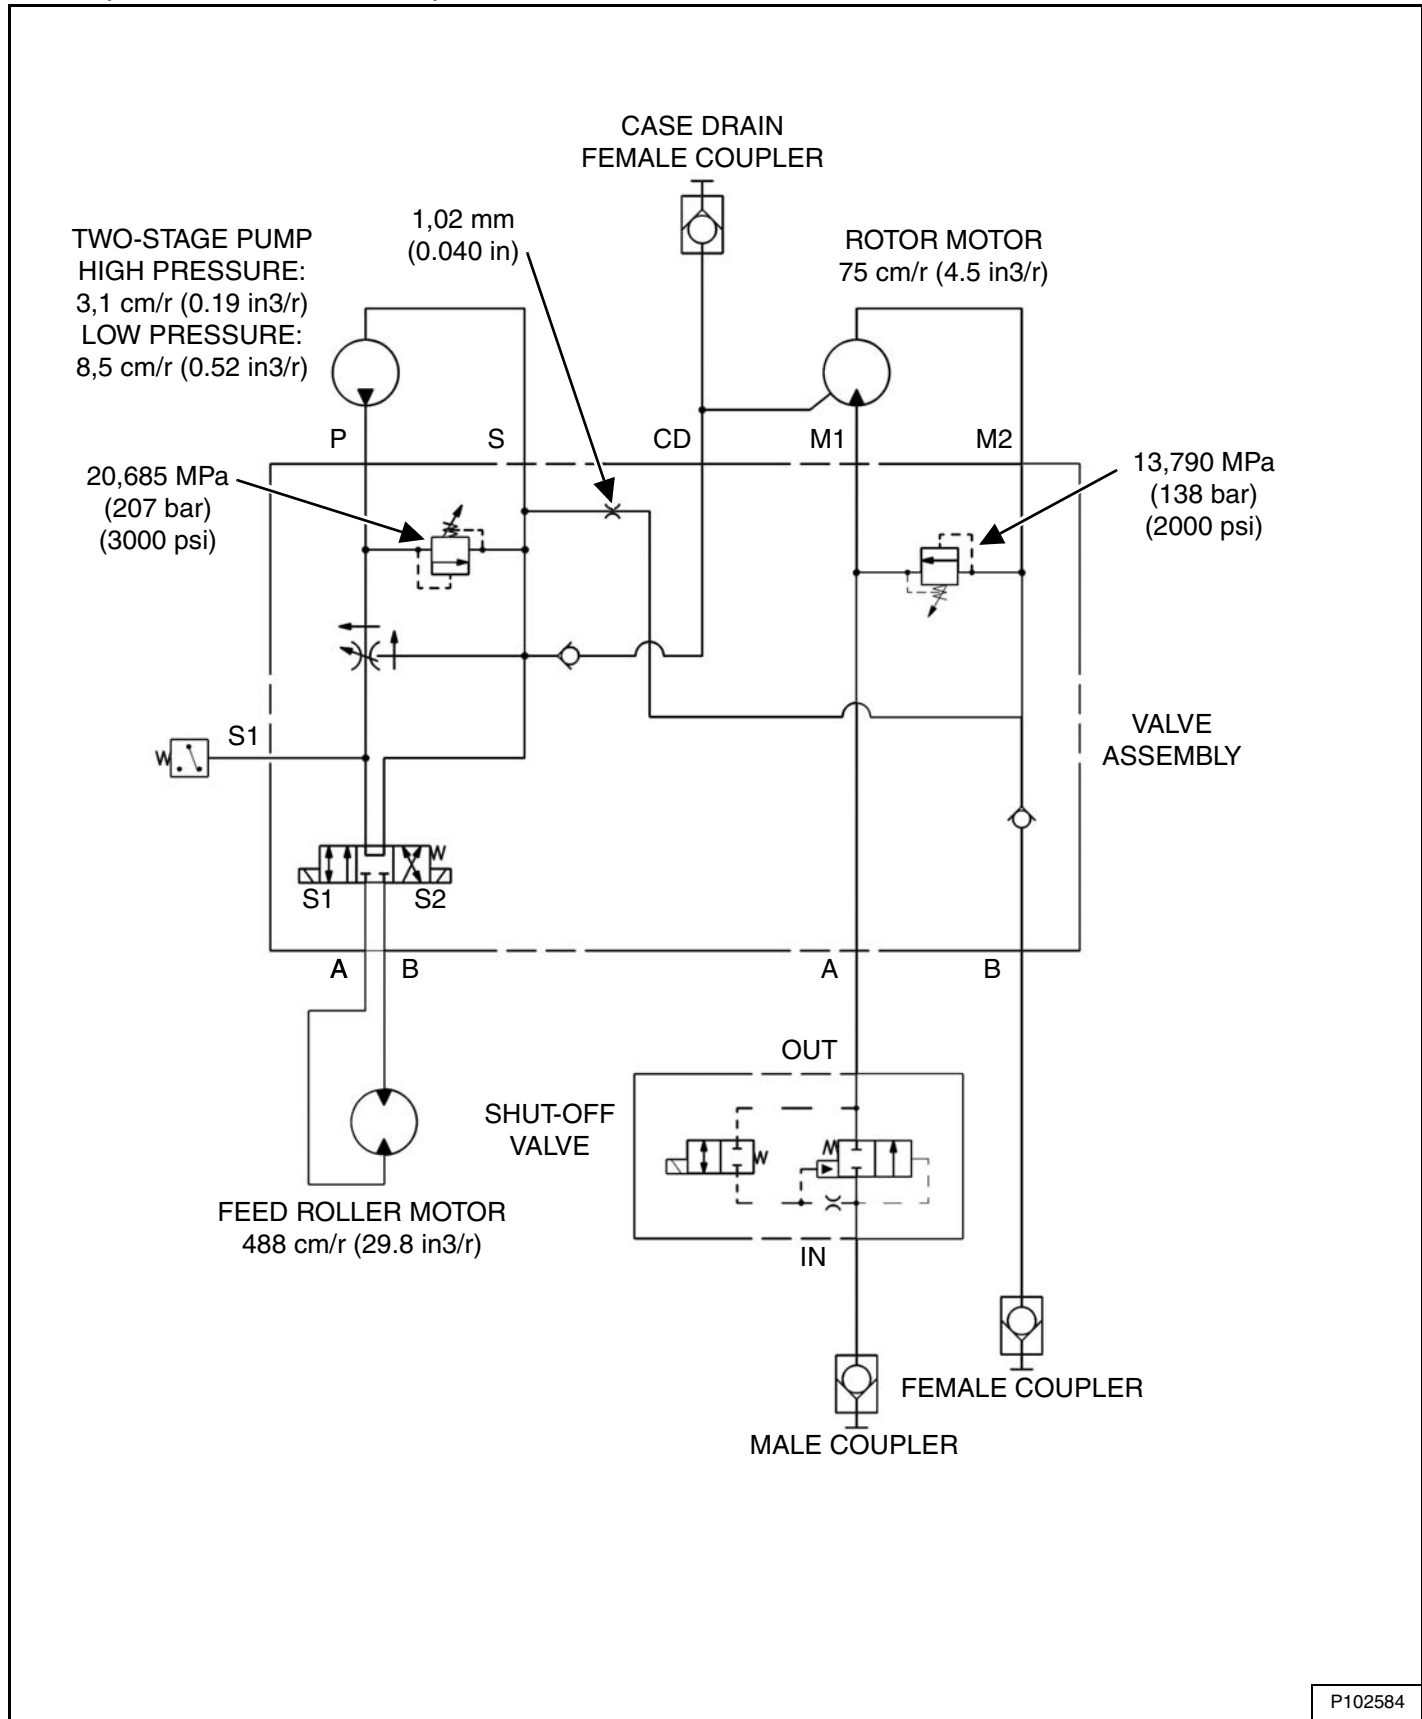 CASE DRAIN
FEMALE COUPLER
1,02 mm
(0.040 in)
TWO-STAGE PUMP
HIGH PRESSURE:
3,1 cm/r (0.19 in3/r)
LOW PRESSURE:
8,5 cm/r (0.52 in3/r)
ROTOR MOTOR
75 cm/r (4.5 in3/r)
P
S
CD
M1
M2
20,685 MPa
(207 bar)
(3000 psi)
13,790 MPa
(138 bar)
(2000 psi)
S1
VALVE
ASSEMBLY
S1
S2
A
B
A
B
OUT
SHUT-OFF
VALVE
FEED ROLLER MOTOR
488 cm/r (29.8 in3/r)
IN
FEMALE COUPLER
MALE COUPLER
P102584